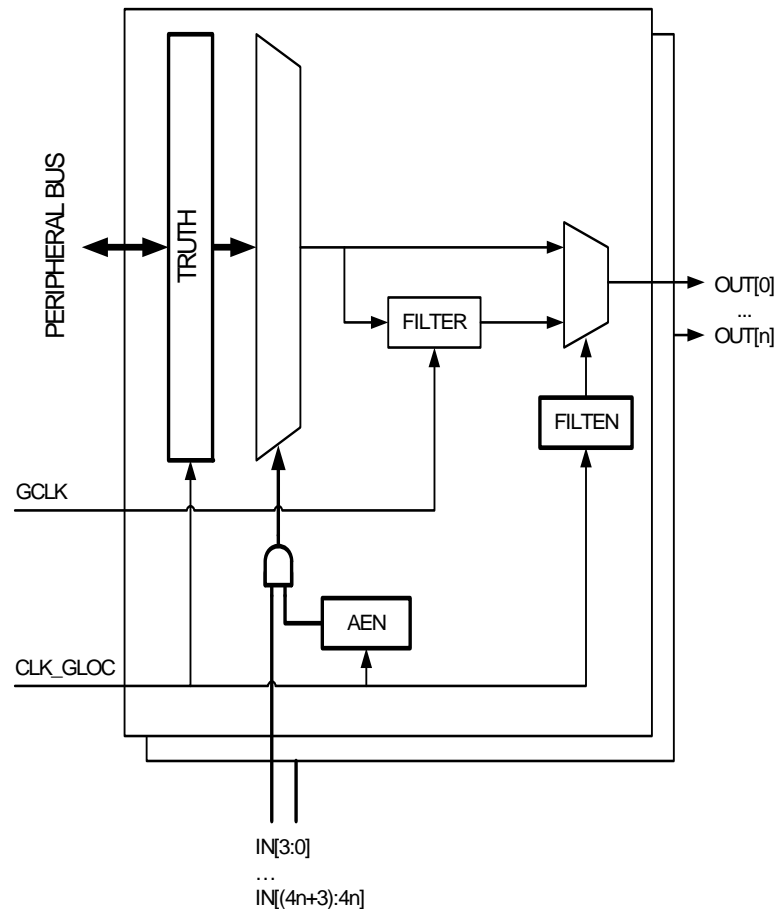 PERIPHERAL BUS
TRUTH
FILTER
OUT[0]
...
OUT[n]
FILTEN
GCLK
AEN
CLK_GLOC
IN[3:0]
...
IN[(4n+3):4n]